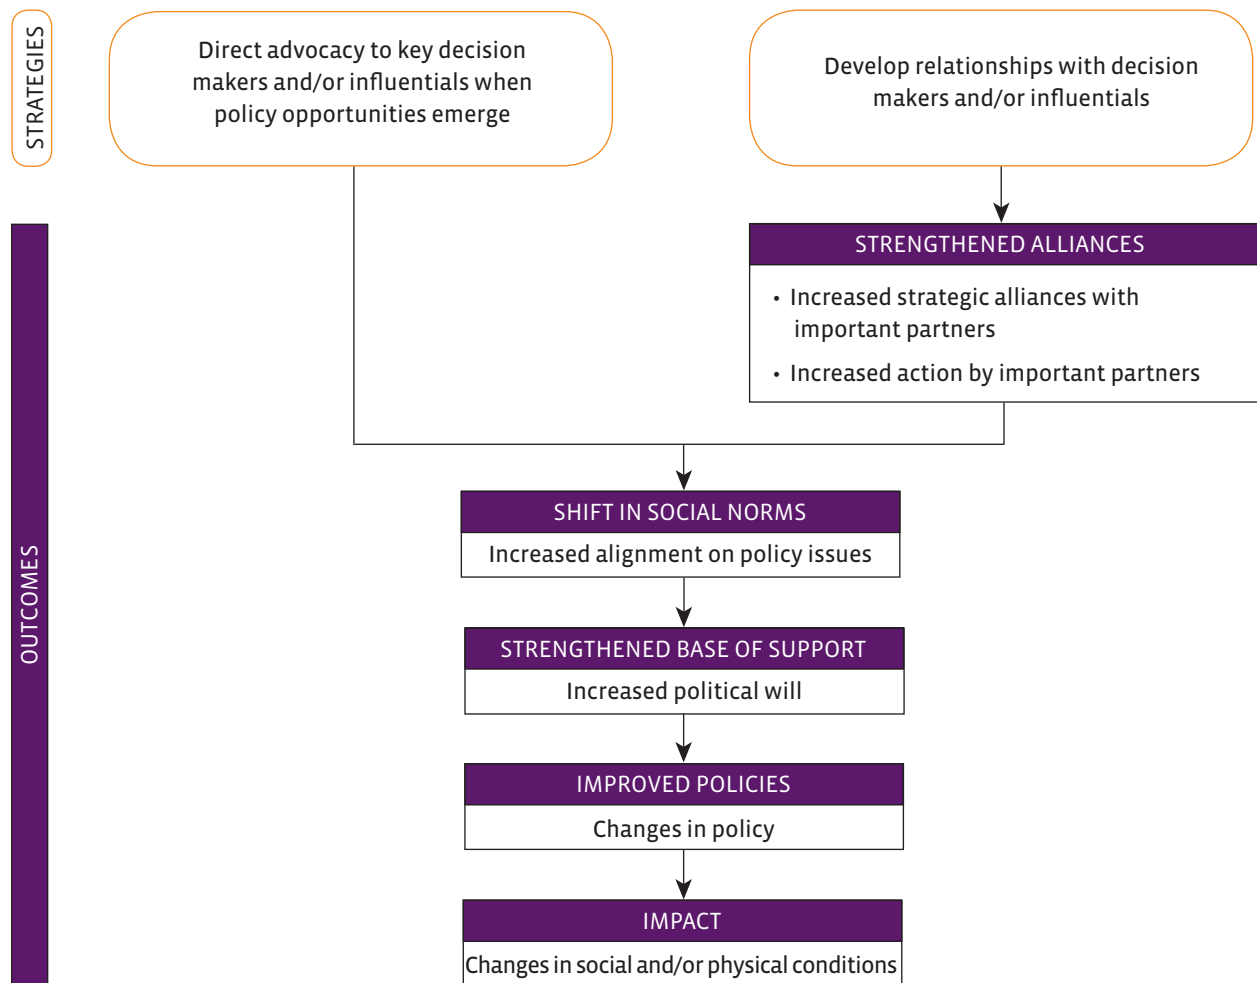 STRATEGIES
Direct advocacy to key decision
makers and/or influentials when
policy opportunities emerge
Develop relationships with decision
makers and/or influentials
OUTCOMES
STRENGTHENED ALLIANCES
• Increased strategic alliances with
important partners
• Increased action by important partners
SHIFT IN SOCIAL NORMS
Increased alignment on policy issues
STRENGTHENED BASE OF SUPPORT
Increased political will
IMPROVED POLICIES
Changes in policy
IMPACT
Changes in social and/or physical conditions